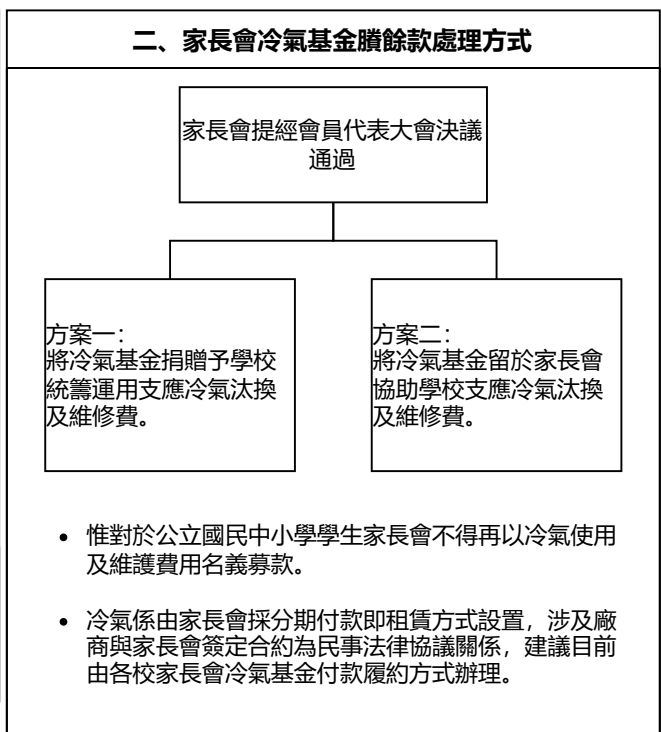 二、家長會冷氣基金賸餘款處理方式
家長會提經會員代表大會決議
通過
方案一：
將冷氣基金捐贈予學校
統籌運用支應冷氣汰換
及維修費。
方案二：
將冷氣基金留於家長會
協助學校支應冷氣汰換
及維修費。
• 惟對於公立國民中小學學生家長會不得再以冷氣使用
及維護費用名義募款。
• 冷氣係由家長會採分期付款即租賃方式設置，涉及廠
商與家長會簽定合約為民事法律協議關係，建議目前
由各校家長會冷氣基金付款履約方式辦理。